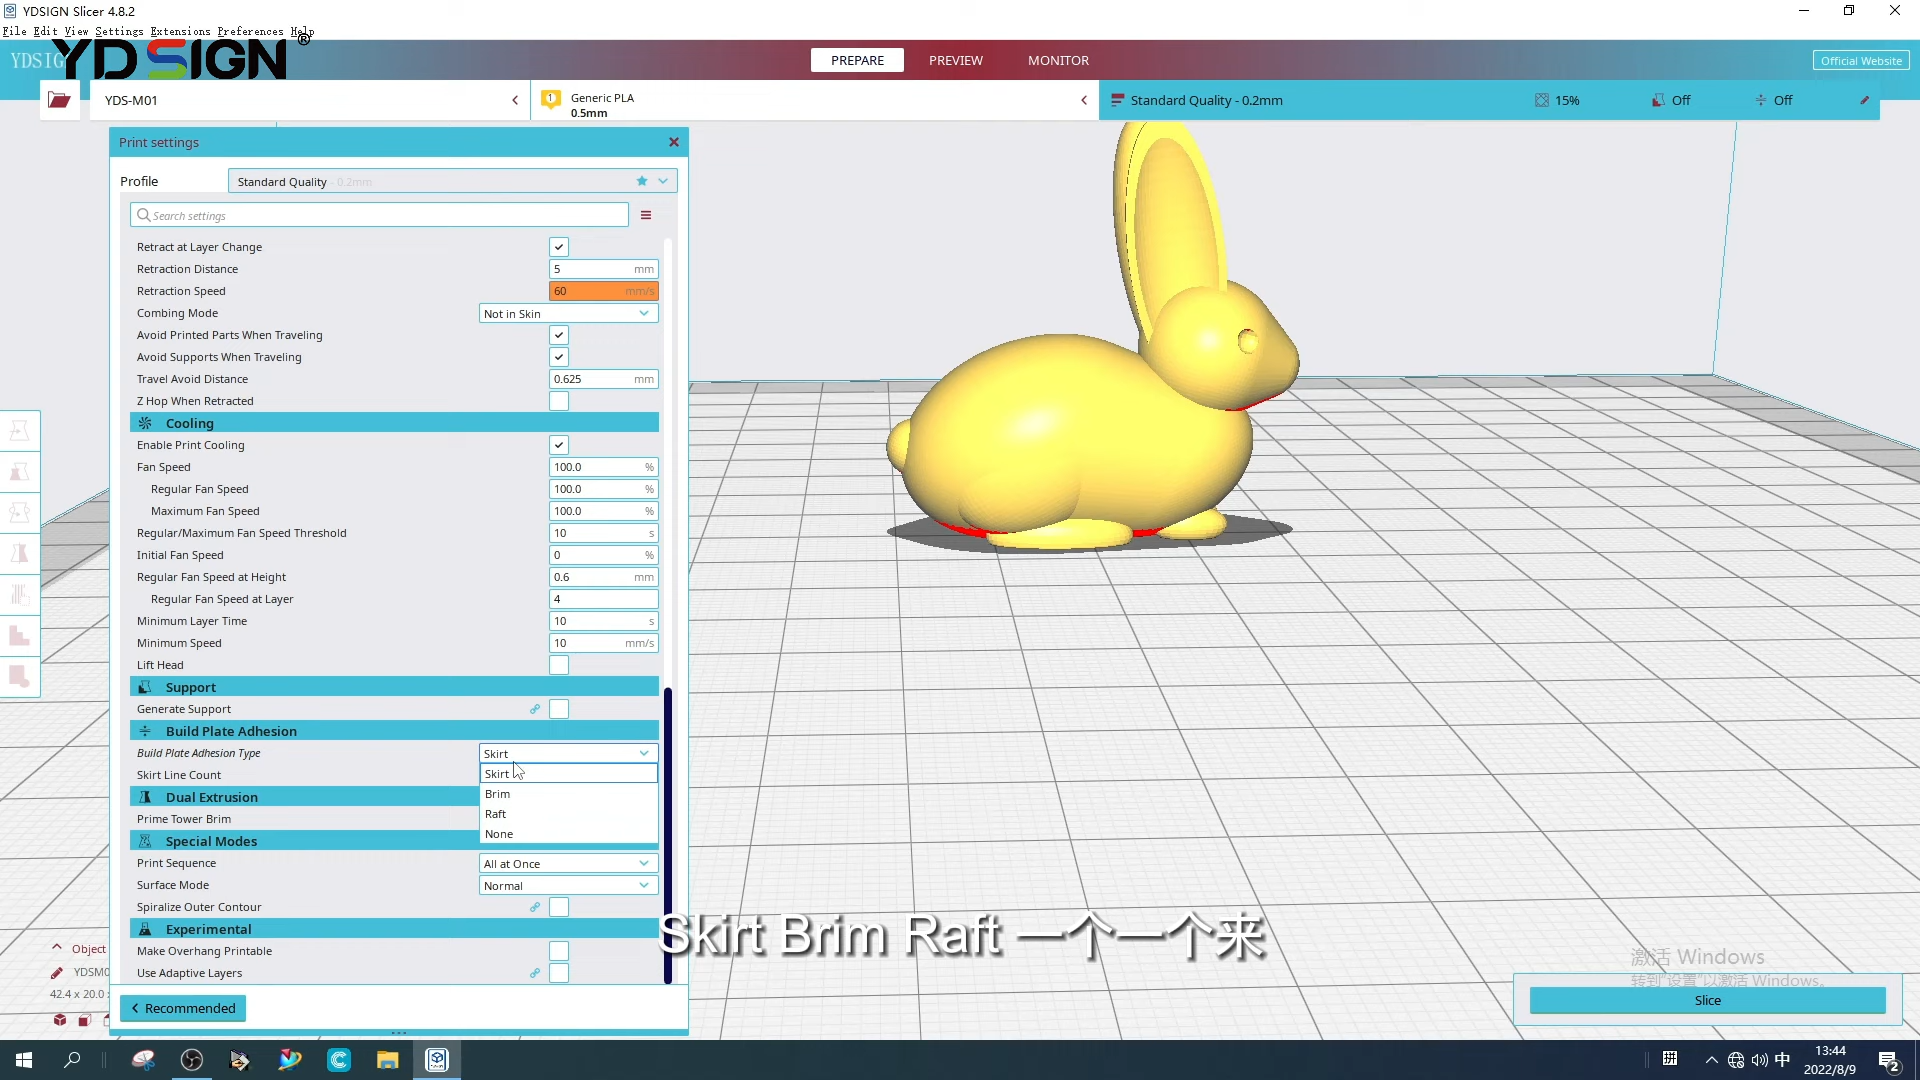 YDSIGN Slicer 4.8.2
File Edit View Settings Extensions Preferences Help
YDSIGN ®
PREPARE
PREVIEW
MONITOR
Official Website
YDS-M01
1
Generic PLA
0.5mm
Standard Quality - 0.2mm
15%
Off
Off
Print settings
Profile
Standard Quality - 0.2mm
Search settings
Retract at Layer Change
Retraction Distance 5 mm
Retraction Speed 60 mm/s
Combing Mode Not in Skin
Avoid Printed Parts When Traveling
Avoid Supports When Traveling
Travel Avoid Distance 0.625 mm
Z Hop When Retracted
Cooling
Enable Print Cooling
Fan Speed 100.0 %
Regular Fan Speed 100.0 %
Maximum Fan Speed 100.0 %
Regular/Maximum Fan Speed Threshold 10 s
Initial Fan Speed 0 %
Regular Fan Speed at Height 0.6 mm
Regular Fan Speed at Layer 4
Minimum Layer Time 10 s
Minimum Speed 10 mm/s
Lift Head
Support
Generate Support
Build Plate Adhesion
Build Plate Adhesion Type Skirt
Skirt Line Count
Skirt
Brim
Raft
None
Dual Extrusion
Prime Tower Brim
Special Modes
Print Sequence All at Once
Surface Mode Normal
Spiralize Outer Contour
Experimental
Make Overhang Printable
Use Adaptive Layers
Recommended
Object
YDSM0
42.4 x 20.0
Skirt Brim Raft 一个一个来
激活 Windows
转到"设置"以激活 Windows。
Slice
拼
中
13:44
2022/8/9
2